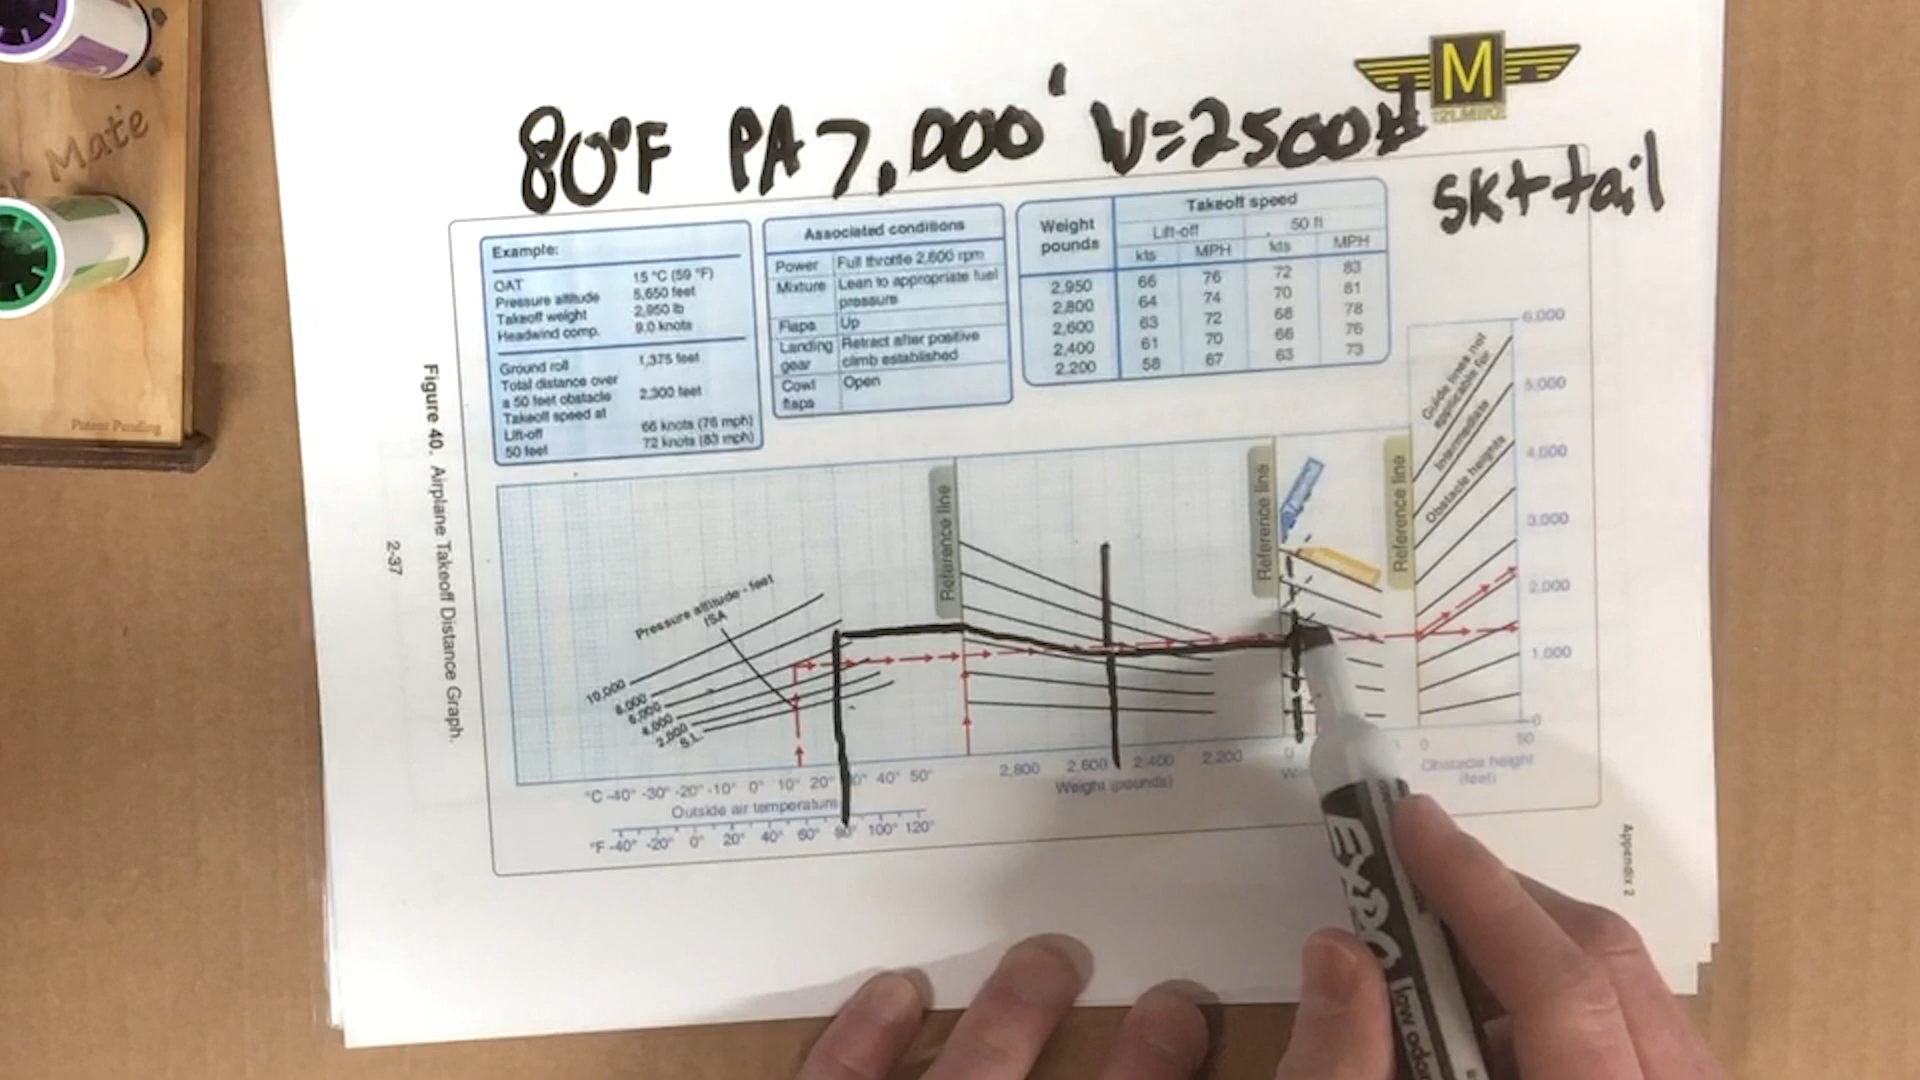 r Mate
Patent Pending
80°F PA 7,000' W=2500#
5kt tail
M
12LMIKE
Example:
OAT 15 °C (59 °F)
Pressure altitude 5,650 feet
Takeoff weight 2,950 lb
Headwind comp. 9.0 knots
Ground roll 1,375 feet
Total distance over
a 50 feet obstacle 2,300 feet
Takeoff speed at
Lift-off 66 knots (76 mph)
50 feet 72 knots (83 mph)
Associated conditions
Power Full throttle 2,600 rpm
Mixture Lean to appropriate fuel
pressure
Flaps Up
Landing Retract after positive
gear climb established
Cowl Open
flaps
Weight
pounds
Takeoff speed
Lift-off 50 ft
kts MPH kts MPH
2,950 66 76 72 83
2,800 64 74 70 81
2,600 63 72 68 78
2,400 61 70 66 76
2,200 58 67 63 73
Figure 40. Airplane Takeoff Distance Graph.
2-37
Pressure altitude - feet
ISA
10,000
8,000
6,000
4,000
2,000
S.L.
Reference line
Reference line
Reference line
Guide lines not
applicable for
Intermediate
Obstacle heights
6,000
5,000
4,000
3,000
2,000
1,000
0
°C -40° -30° -20° -10° 0° 10° 20° 0° 40° 50°
Outside air temperature
°F -40° -20° 0° 20° 40° 60° 80° 100° 120°
2,800 2,600 2,400 2,200
Weight (pounds)
0
W
0 50
Obstacle height
(feet)
Appendix 2
EXPO
low odor